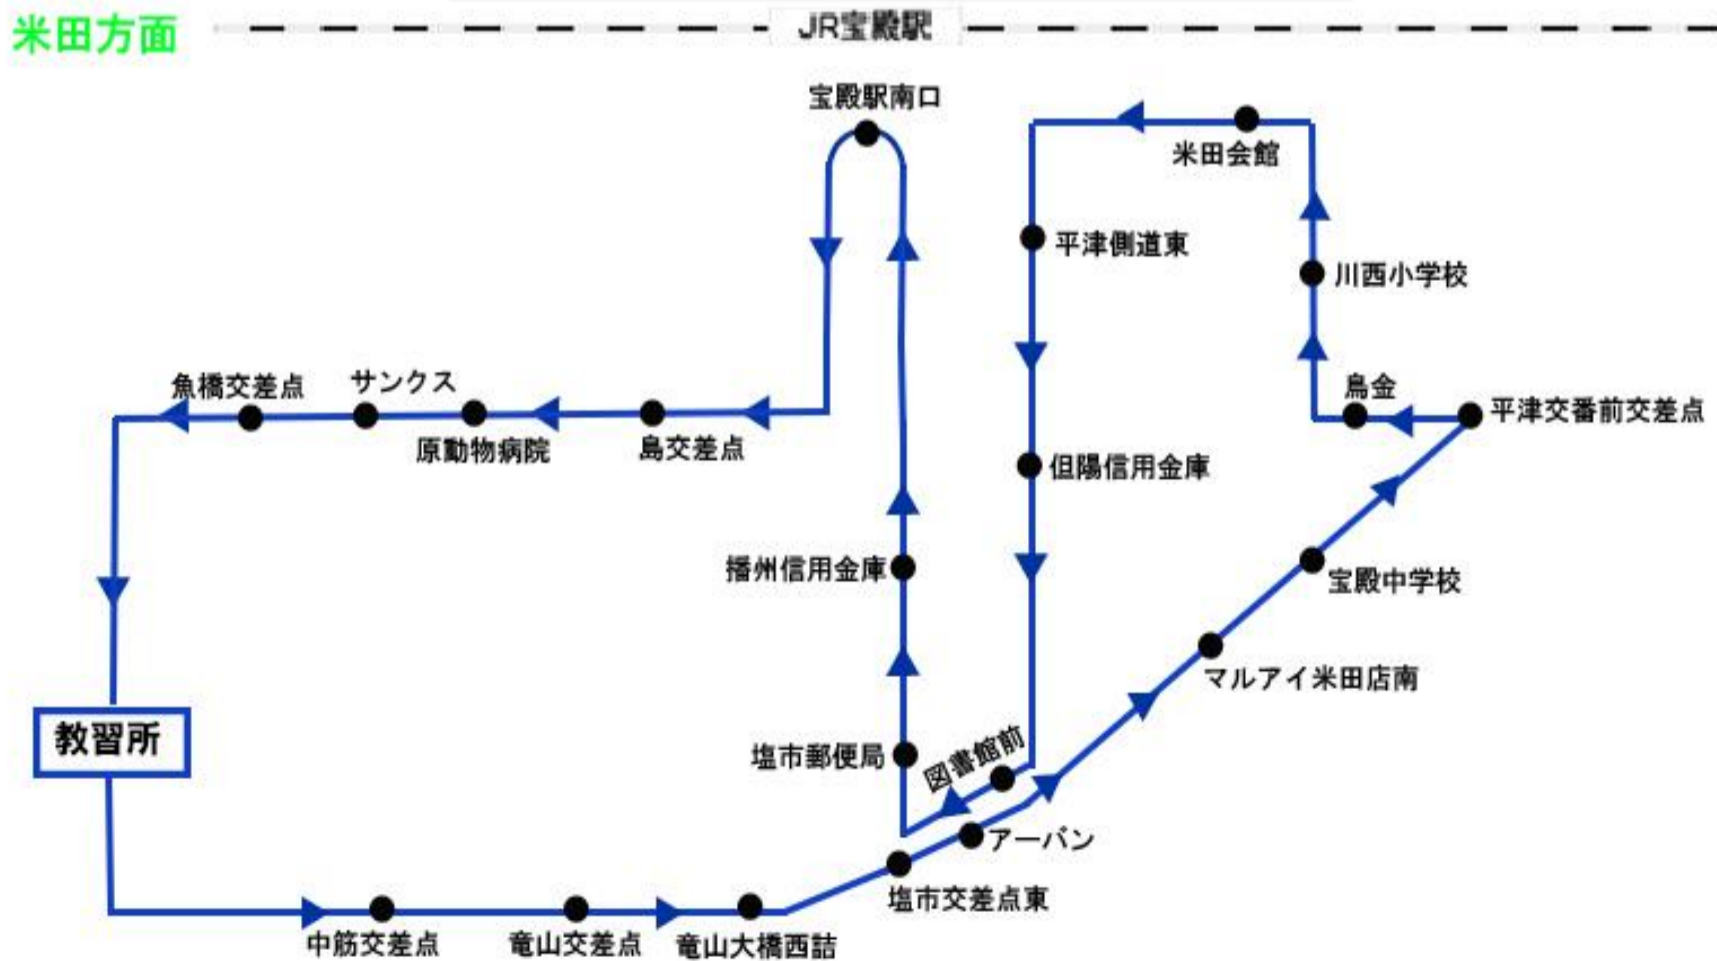 米田方面
JR宝殿駅
宝殿駅南口
米田会館
平津側道東
川西小学校
魚橋交差点
サンクス
原動物病院
島交差点
鳥金
平津交番前交差点
但陽信用金庫
播州信用金庫
宝殿中学校
マルアイ米田店南
教習所
塩市郵便局
図書館前
アーバン
塩市交差点東
中筋交差点
竜山交差点
竜山大橋西詰